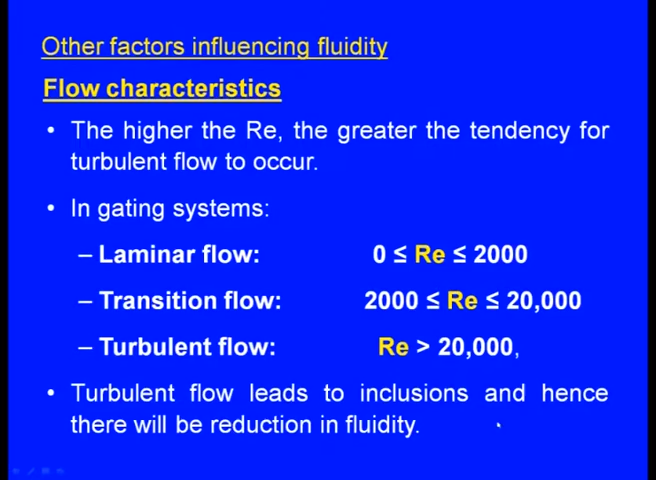 Other factors influencing fluidity
Flow characteristics
• The higher the Re, the greater the tendency for
turbulent flow to occur.
• In gating systems:
– Laminar flow: 0 ≤ Re ≤ 2000
– Transition flow: 2000 ≤ Re ≤ 20,000
– Turbulent flow: Re > 20,000,
• Turbulent flow leads to inclusions and hence
there will be reduction in fluidity.